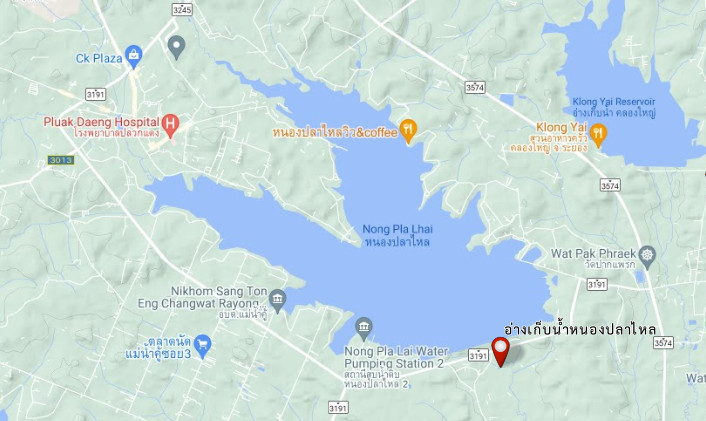 3245
Ck Plaza
3191
3574
Klong Yai Reservoir
อ่างเก็บน้ำ คลองใหญ่
Pluak Daeng Hospital
โรงพยาบาลปลวกแดง
หนองปลาไหลวิว&coffee
Klong Yai
สวนอาหารครัว
คลองใหญ่ จ.ระยอง
3013
3574
Nong Pla Lhai
หนองปลาไหล
Wat Pak Phraek
วัดปากแพรก
3191
Nikhom Sang Ton
Eng Changwat Rayong...
อบต.แม่น้ำคู้
อ่างเก็บน้ำหนองปลาไหล
ตลาดนัด
แม่น้ำคู้ซอย3
Nong Pla Lai Water
Pumping Station 2
สถานีสูบน้ำดิบ
หนองปลาไหล 2
3191
3574
3191
Wat